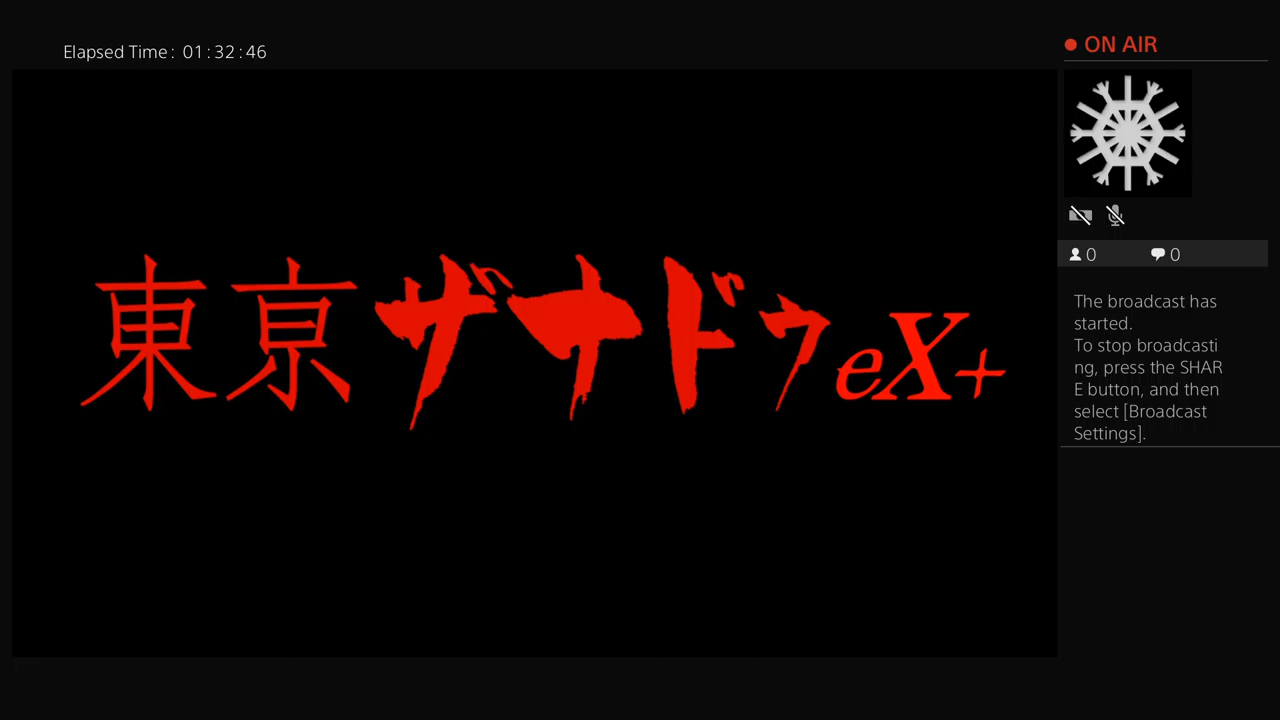 Elapsed Time: 01:32:46
ON AIR
東亰ザナドゥeX+
0 0
The broadcast has
started.
To stop broadcasti
ng, press the SHAR
E button, and then
select [Broadcast
Settings].